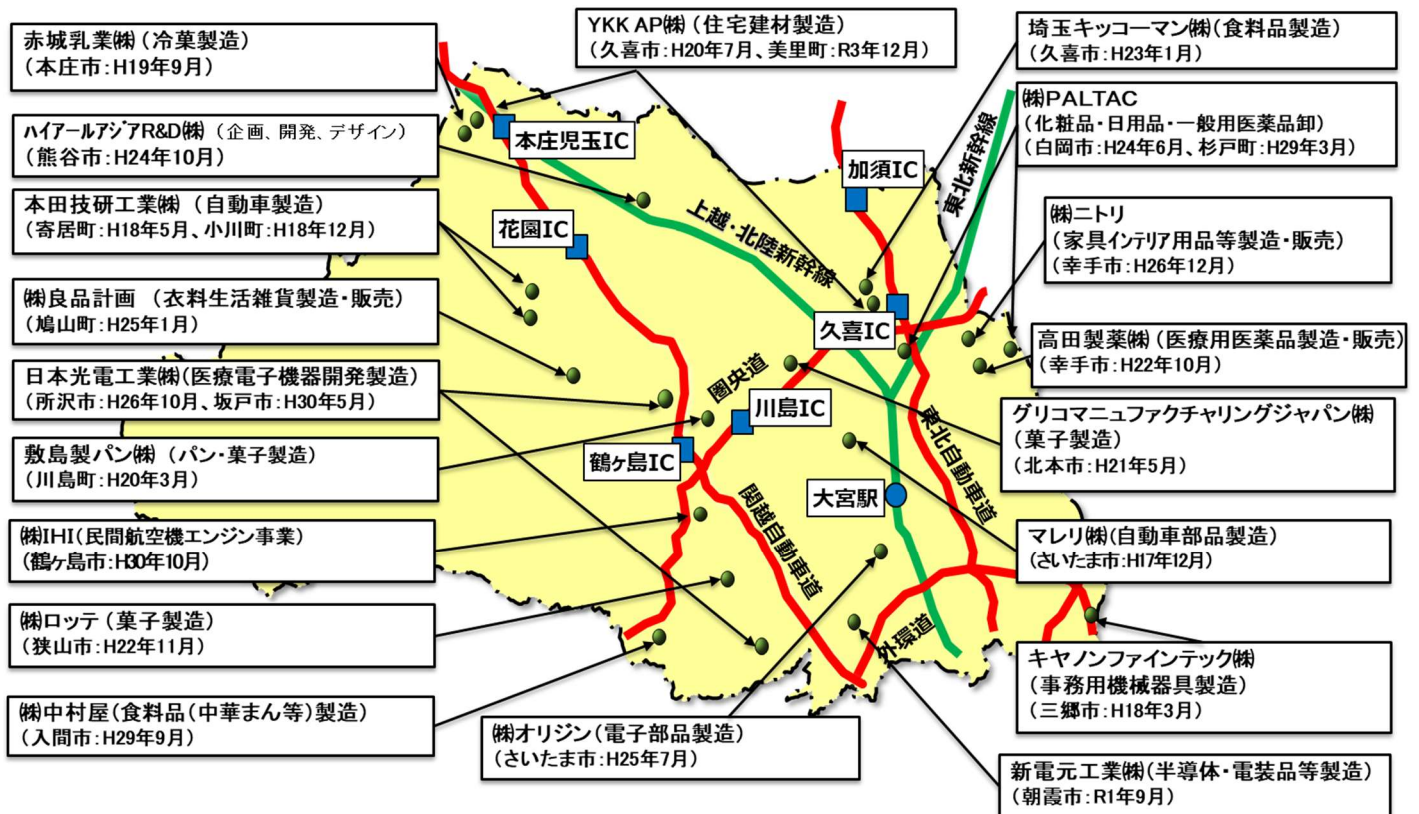 赤城乳業㈱（冷菓製造）
（本庄市：H19年9月）
ハイアールアジアR&D㈱（企画、開発、デザイン）
（熊谷市：H24年10月）
本田技研工業㈱（自動車製造）
（寄居町：H18年5月、小川町：H18年12月）
㈱良品計画（衣料生活雑貨製造・販売）
（鳩山町：H25年1月）
日本光電工業㈱（医療電子機器開発製造）
（所沢市：H26年10月、坂戸市：H30年5月）
敷島製パン㈱（パン・菓子製造）
（川島町：H20年3月）
㈱IHI（民間航空機エンジン事業）
（鶴ヶ島市：H30年10月）
㈱ロッテ（菓子製造）
（狭山市：H22年11月）
㈱中村屋（食料品（中華まん等）製造）
（入間市：H29年9月）
YKK AP㈱（住宅建材製造）
（久喜市：H20年7月、美里町：R3年12月）
本庄児玉IC
花園IC
上越・北陸新幹線
加須IC
東北新幹線
久喜IC
圏央道
川島IC
鶴ヶ島IC
関越自動車道
大宮駅
東北自動車道
外環道
㈱オリジン（電子部品製造）
（さいたま市：H25年7月）
埼玉キッコーマン㈱（食料品製造）
（久喜市：H23年1月）
㈱PALTAC
（化粧品・日用品・一般用医薬品卸）
（白岡市：H24年6月、杉戸町：H29年3月）
㈱ニトリ
（家具インテリア用品等製造・販売）
（幸手市：H26年12月）
高田製薬㈱（医療用医薬品製造・販売）
（幸手市：H22年10月）
グリコマニュファクチャリングジャパン㈱
（菓子製造）
（北本市：H21年5月）
マレリ㈱（自動車部品製造）
（さいたま市：H17年12月）
キヤノンファインテック㈱
（事務用機械器具製造）
（三郷市：H18年3月）
新電元工業㈱（半導体・電装品等製造）
（朝霞市：R1年9月）